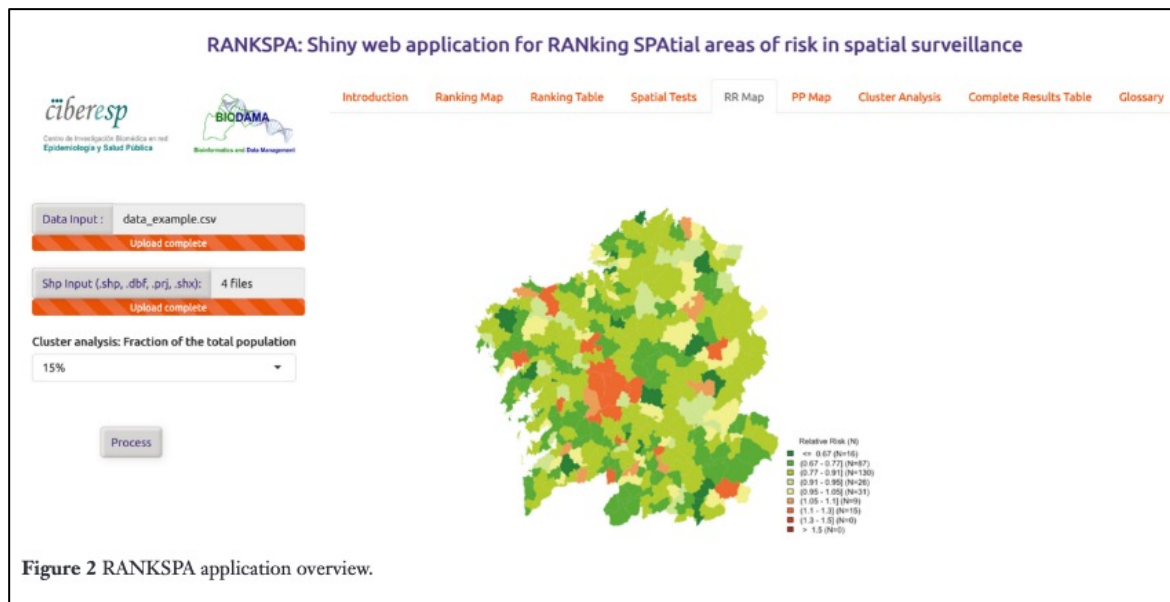 RANKSPA: Shiny web application for RANking SPAtial areas of risk in spatial surveillance
ciberesp
Centro de Investigación Biomédica en red
Epidemiología y Salud Pública
BIODAMA
Bioinformatics and Data Management
Introduction Ranking Map Ranking Table Spatial Tests RR Map PP Map Cluster Analysis Complete Results Table Glossary
Data Input : data_example.csv
Upload complete
Shp Input (.shp, .dbf, .prj, .shx): 4 files
Upload complete
Cluster analysis: Fraction of the total population
15%
Process
Relative Risk (N)
<= 0.67 (N=16)
(0.67 - 0.77] (N=87)
(0.77 - 0.91] (N=130)
(0.91 - 0.95] (N=26)
(0.95 - 1.05] (N=31)
(1.05 - 1.1] (N=9)
(1.1 - 1.3] (N=15)
(1.3 - 1.5] (N=0)
> 1.5 (N=0)
Figure 2 RANKSPA application overview.